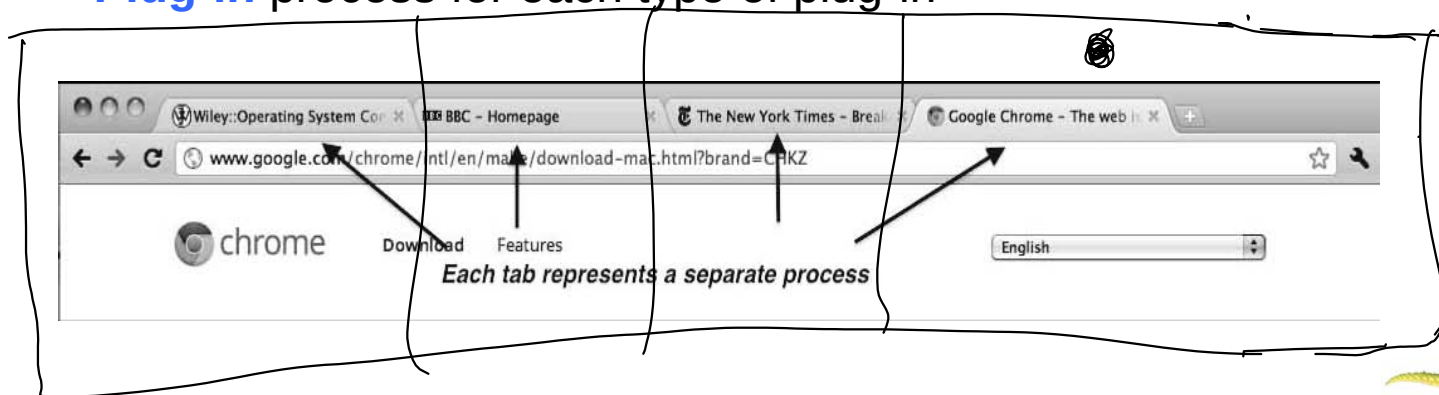 Plug-in process for each type of plug-in
Wiley::Operating System Con BBC – Homepage The New York Times – Break Google Chrome – The web is
www.google.com/chrome/intl/en/make/download-mac.html?brand=CHKZ
chrome Download Features English
Each tab represents a separate process